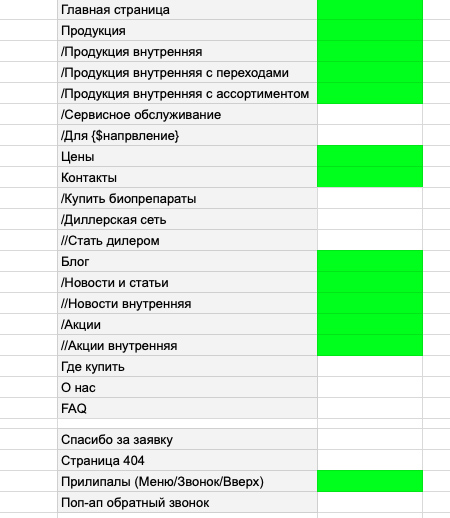 Главная страница
Продукция
/Продукция внутренняя
/Продукция внутренняя с переходами
/Продукция внутренняя с ассортиментом
/Сервисное обслуживание
/Для {$напрвление}
Цены
Контакты
/Купить биопрепараты
/Диллерская сеть
//Стать дилером
Блог
/Новости и статьи
//Новости внутренняя
/Акции
//Акции внутренняя
Где купить
О нас
FAQ
Спасибо за заявку
Страница 404
Прилипалы (Меню/Звонок/Вверх)
Поп-ап обратный звонок